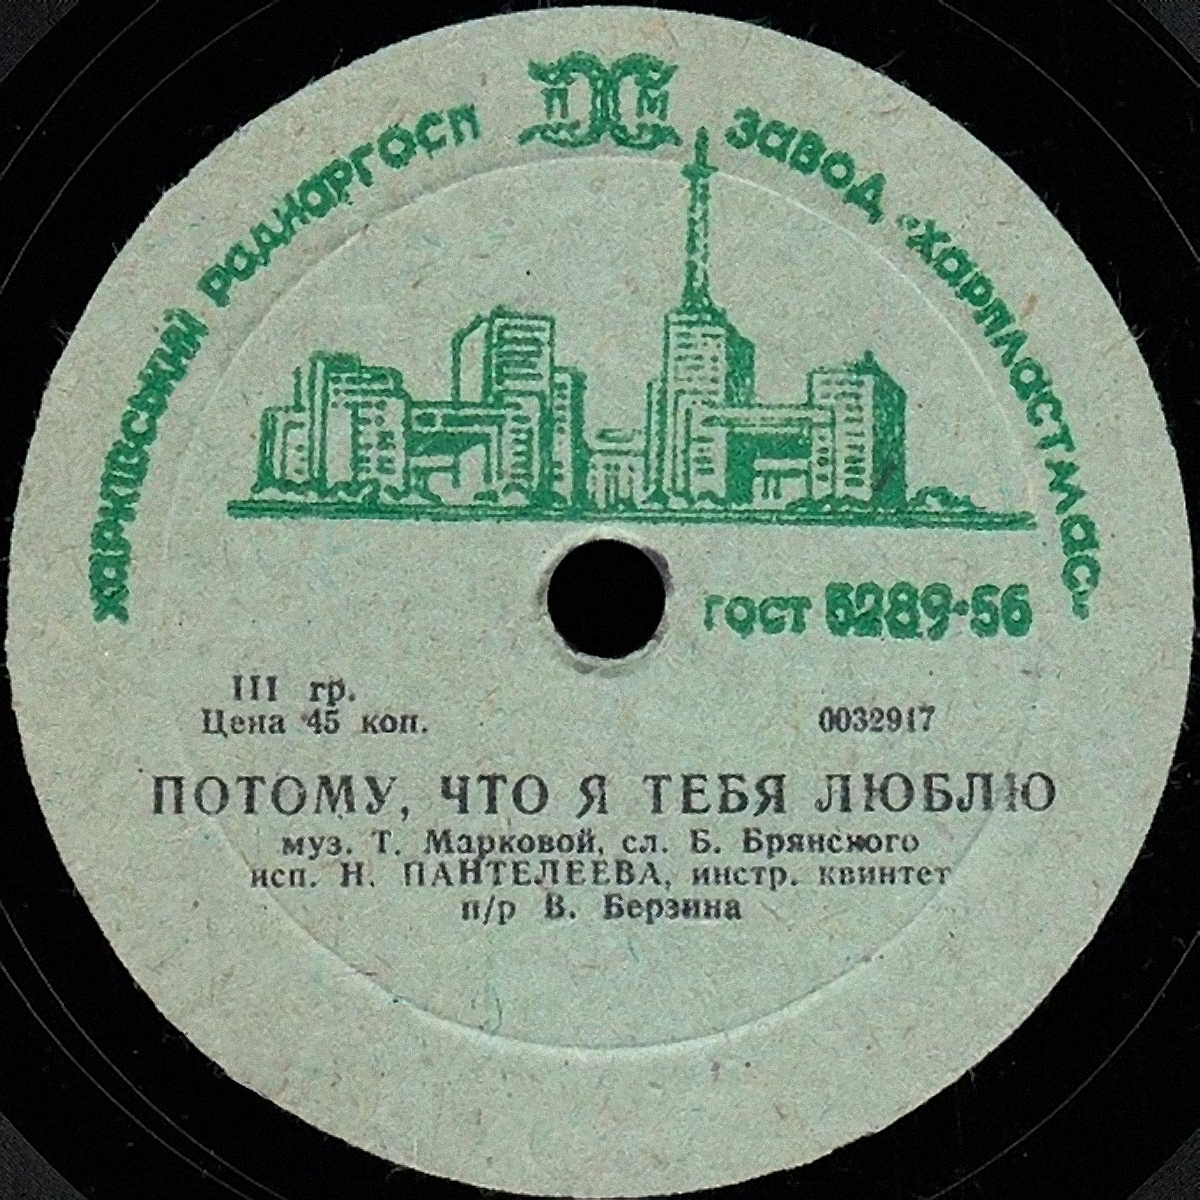 ХАРКІВСЬКИЙ РАДНАРГОСП
ПМ
ЗАВОД „ХАРПЛАСТМАС"
ГОСТ 5289-56
III гр.
Цена 45 коп.
0032917
ПОТОМУ, ЧТО Я ТЕБЯ ЛЮБЛЮ
муз. Т. Марковой, сл. Б. Брянского
исп. Н. ПАНТЕЛЕЕВА, инстр. квинтет
п/р В. Берзина